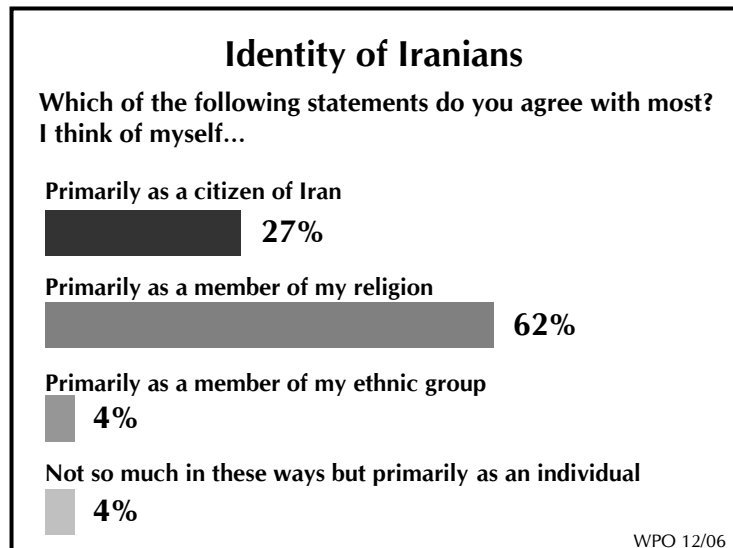 Identity of Iranians
Which of the following statements do you agree with most?
I think of myself...
Primarily as a citizen of Iran
27%
Primarily as a member of my religion
62%
Primarily as a member of my ethnic group
4%
Not so much in these ways but primarily as an individual
4%
WPO 12/06